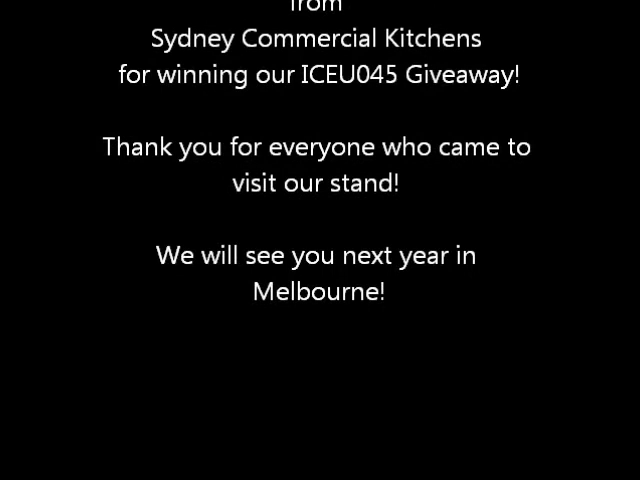 from
Sydney Commercial Kitchens
for winning our ICEU045 Giveaway!
Thank you for everyone who came to
visit our stand!
We will see you next year in
Melbourne!